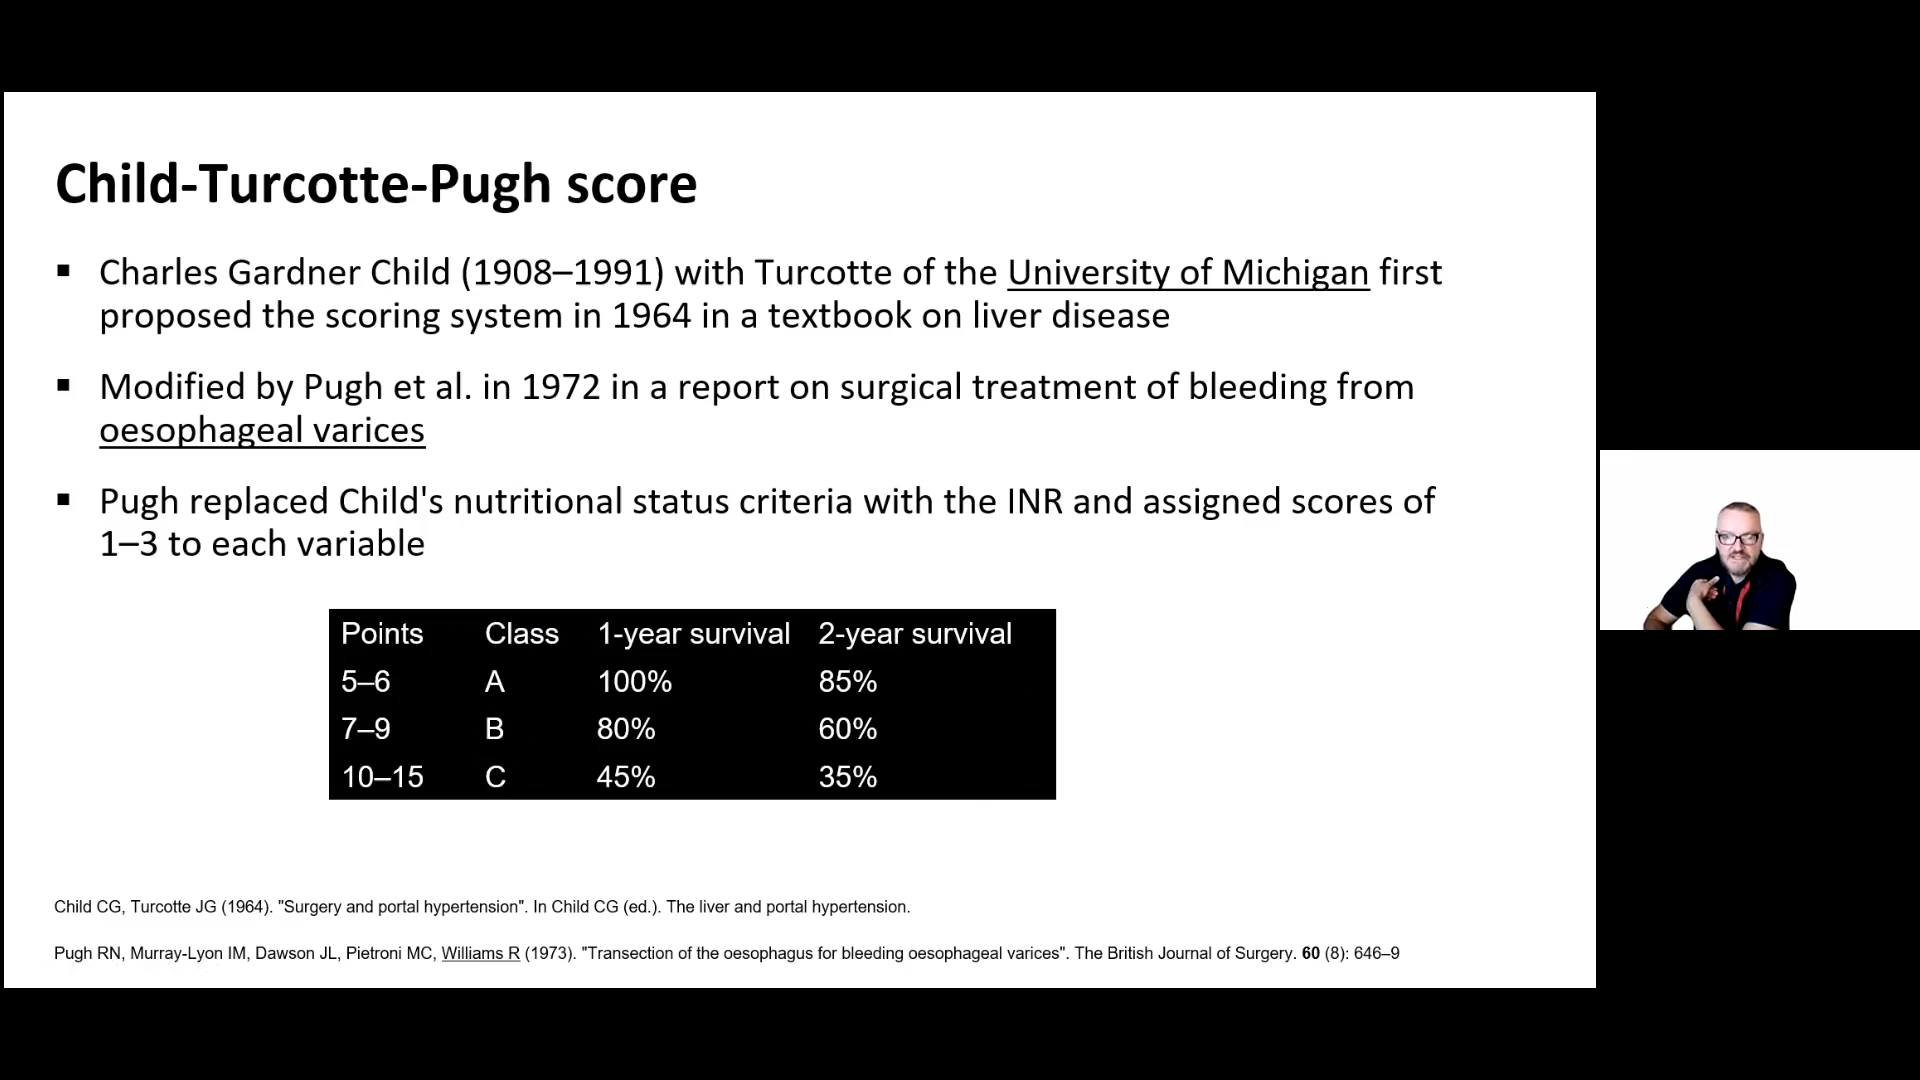 Child-Turcotte-Pugh score
▪ Charles Gardner Child (1908–1991) with Turcotte of the University of Michigan first
proposed the scoring system in 1964 in a textbook on liver disease
▪ Modified by Pugh et al. in 1972 in a report on surgical treatment of bleeding from
oesophageal varices
▪ Pugh replaced Child's nutritional status criteria with the INR and assigned scores of
1–3 to each variable
Points Class 1-year survival 2-year survival
5–6 A 100% 85%
7–9 B 80% 60%
10–15 C 45% 35%
Child CG, Turcotte JG (1964). "Surgery and portal hypertension". In Child CG (ed.). The liver and portal hypertension.
Pugh RN, Murray-Lyon IM, Dawson JL, Pietroni MC, Williams R (1973). "Transection of the oesophagus for bleeding oesophageal varices". The British Journal of Surgery. 60 (8): 646–9